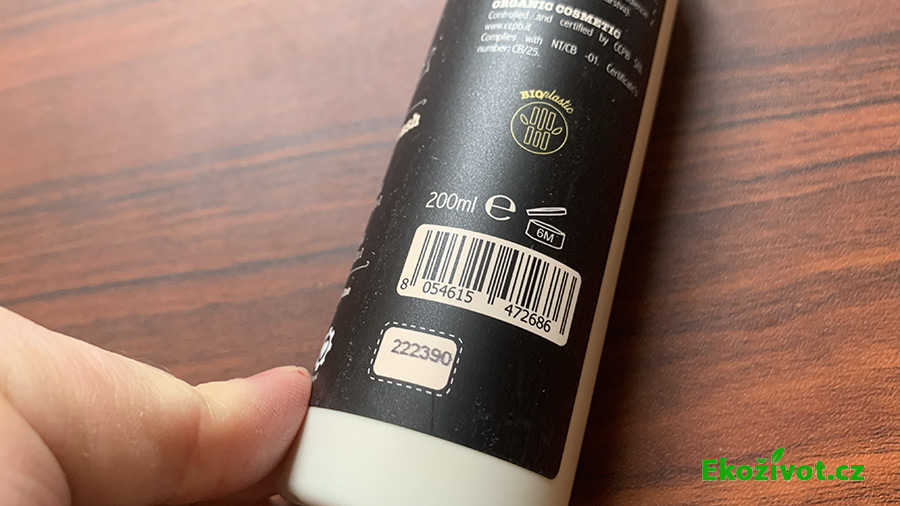 ORGANIC COSMETIC
Controlled and certified by CCPB SRL
www.ccpb.it
Complies with NT/CB -01. Certificate's
number: CB/25.
BIOplastic
200ml e
6M
8 054615 472686
222390
Ekoživot.cz